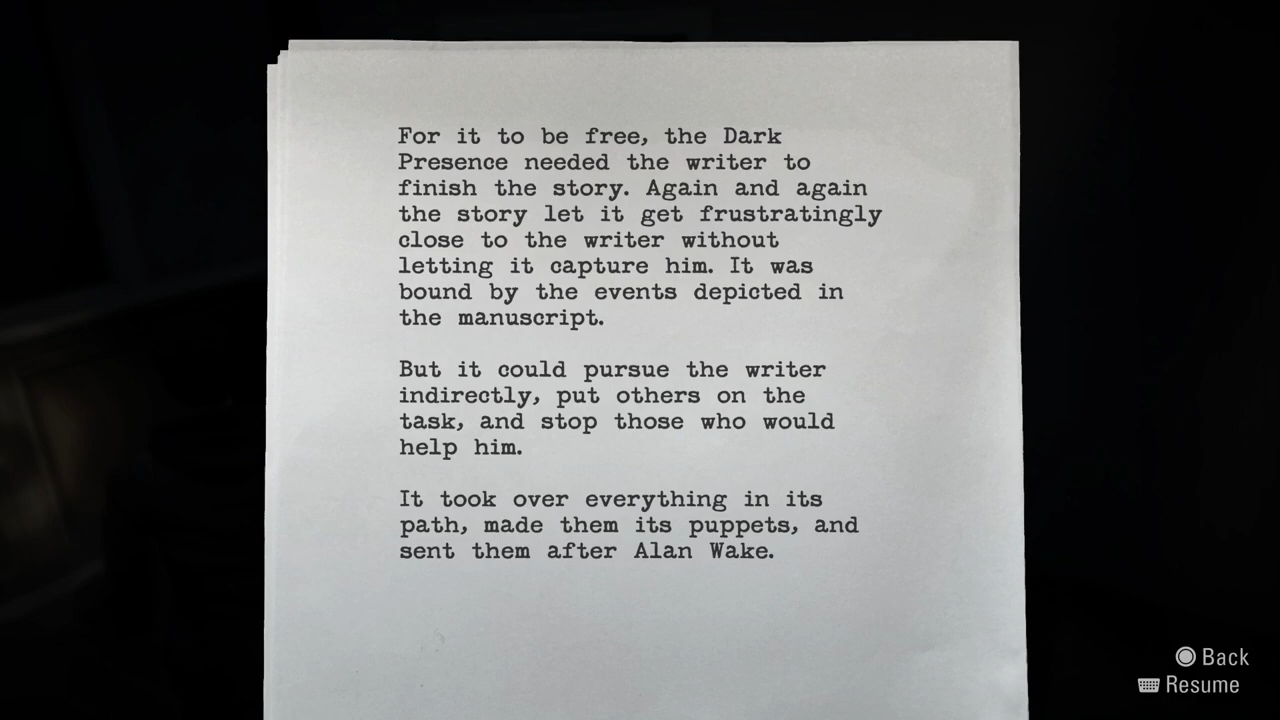 For it to be free, the Dark
Presence needed the writer to
finish the story. Again and again
the story let it get frustratingly
close to the writer without
letting it capture him. It was
bound by the events depicted in
the manuscript.
But it could pursue the writer
indirectly, put others on the
task, and stop those who would
help him.
It took over everything in its
path, made them its puppets, and
sent them after Alan Wake.
Back
Resume